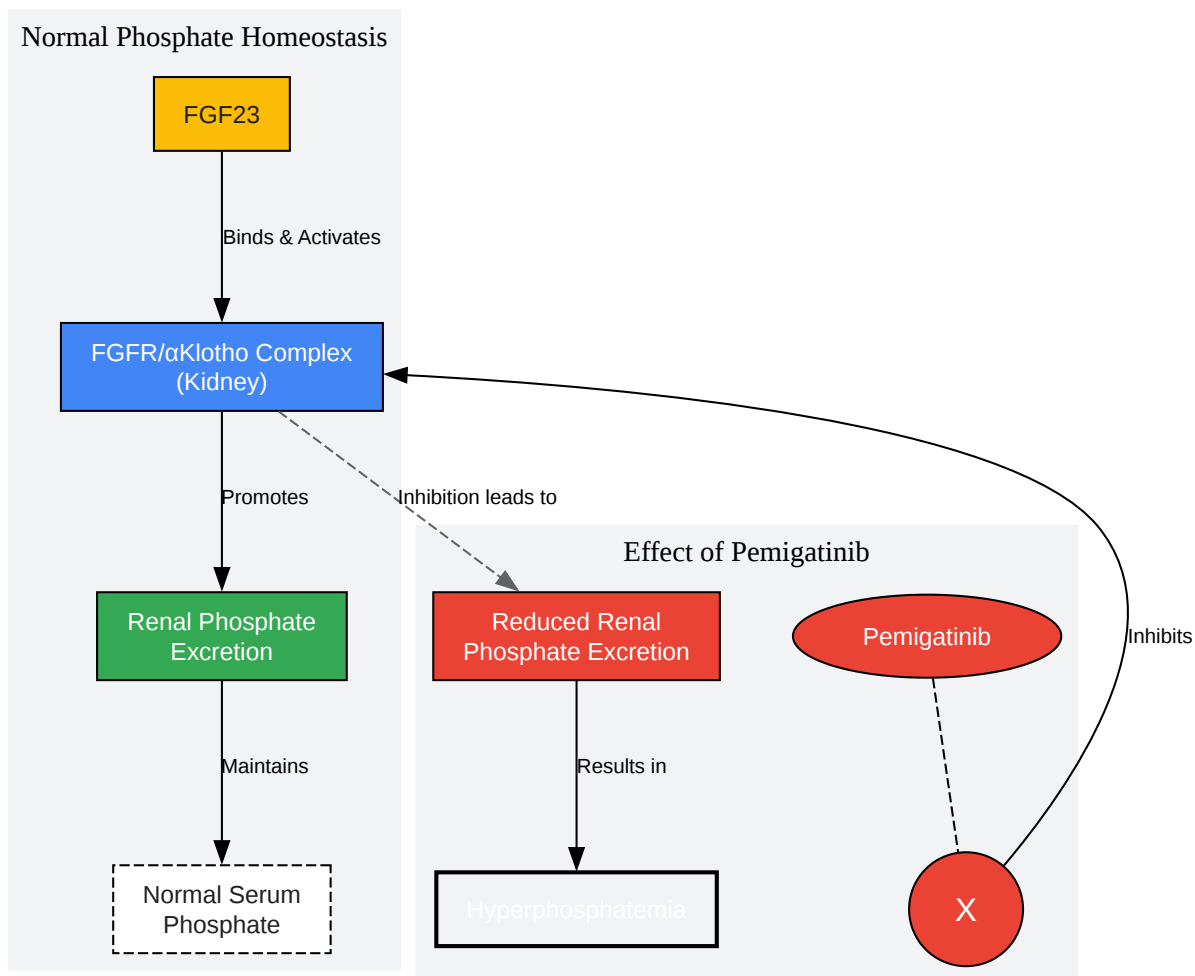 Normal Phosphate Homeostasis
FGF23
Binds & Activates
FGFR/αKlotho Complex
(Kidney)
Promotes
Inhibition leads to
Renal Phosphate
Excretion
Maintains
Normal Serum
Phosphate
Effect of Pemigatinib
Reduced Renal
Phosphate Excretion
Results in
Hyperphosphatemia
Pemigatinib
X
Inhibits